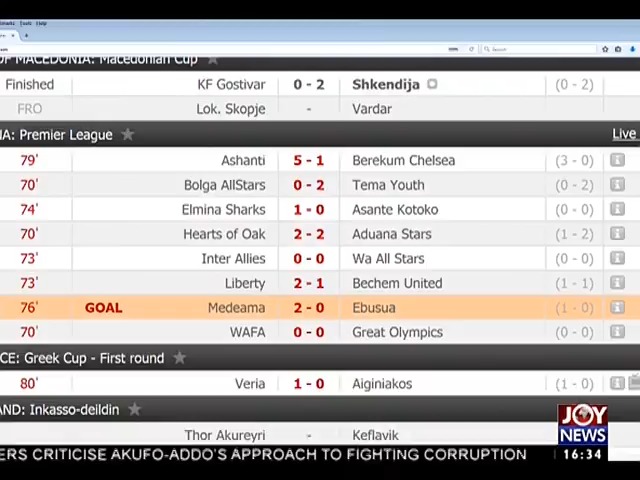 OF MACEDONIA: Macedonian Cup
Finished KF Gostivar 0 - 2 Shkendija (0 - 2)
FRO Lok. Skopje - Vardar
NA: Premier League Live
79' Ashanti 5 - 1 Berekum Chelsea (3 - 0)
70' Bolga AllStars 0 - 2 Tema Youth (0 - 2)
74' Elmina Sharks 1 - 0 Asante Kotoko (0 - 0)
70' Hearts of Oak 2 - 2 Aduana Stars (1 - 2)
73' Inter Allies 0 - 0 Wa All Stars (0 - 0)
73' Liberty 2 - 1 Bechem United (1 - 1)
76' GOAL Medeama 2 - 0 Ebusua (1 - 0)
70' WAFA 0 - 0 Great Olympics (0 - 0)
CE: Greek Cup - First round
80' Veria 1 - 0 Aiginiakos (1 - 0)
AND: Inkasso-deildin
Thor Akureyri - Keflavik
JOY
NEWS
ERS CRITICISE AKUFO-ADDO'S APPROACH TO FIGHTING CORRUPTION 16:34